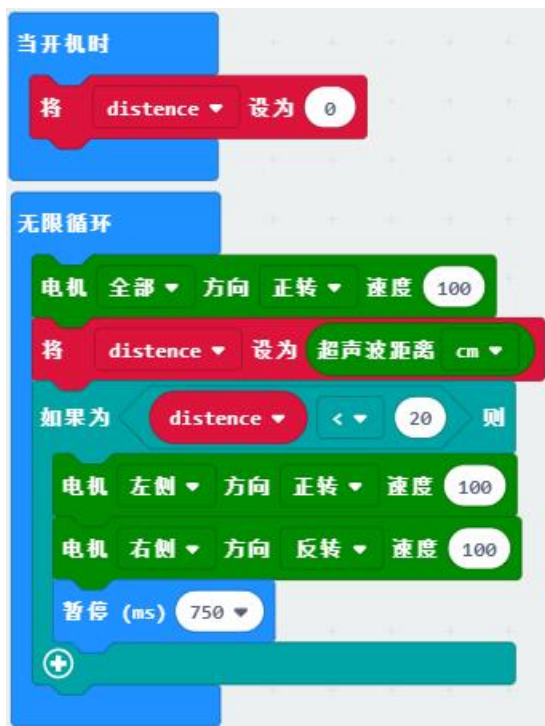 当开机时
将 distence 设为 0
无限循环
电机 全部 方向 正转 速度 100
将 distence 设为 超声波距离 cm
如果为 distence < 20 则
电机 左侧 方向 正转 速度 100
电机 右侧 方向 反转 速度 100
暂停 (ms) 750